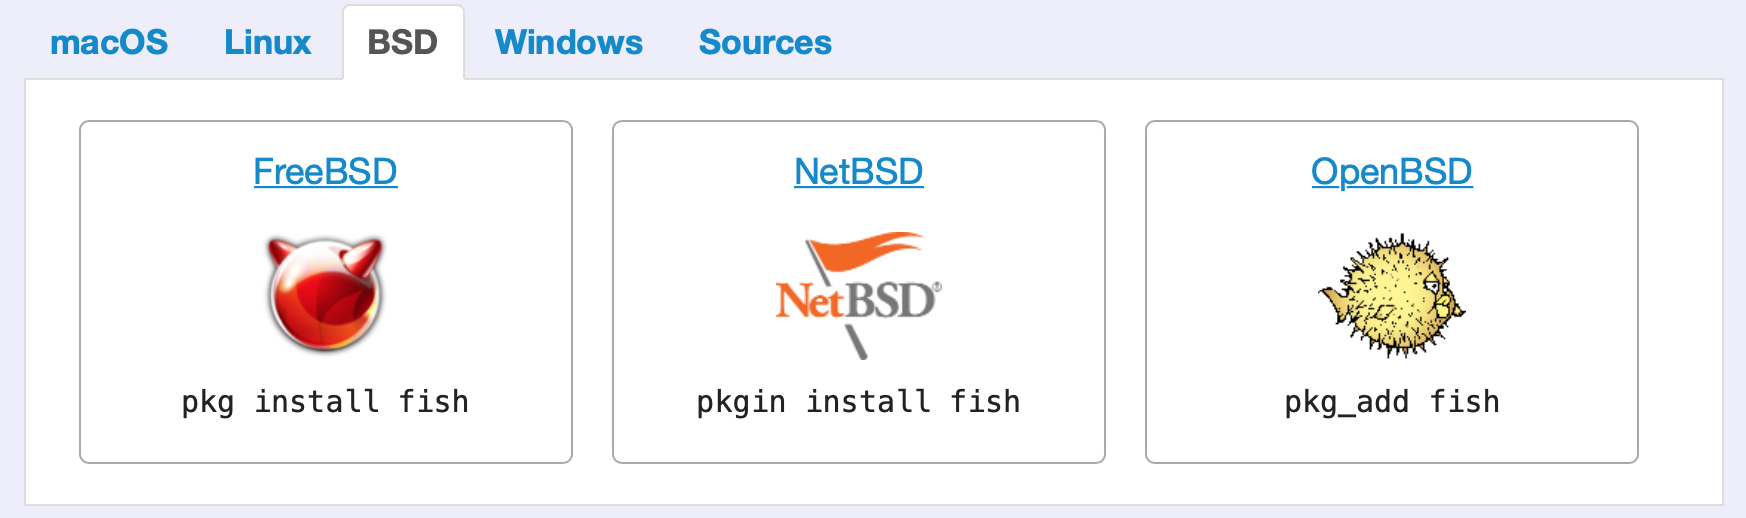 macOS Linux BSD Windows Sources
FreeBSD NetBSD OpenBSD
NetBSD®
pkg install fish pkgin install fish pkg_add fish